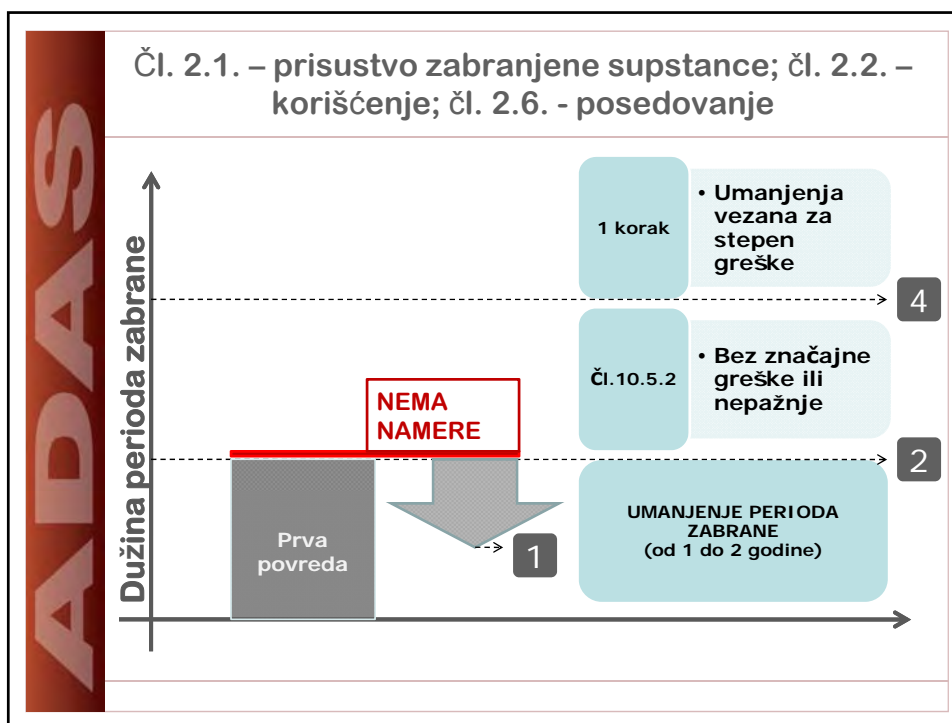 Čl. 2.1. – prisustvo zabranjene supstance; čl. 2.2. –
korišćenje; čl. 2.6. - posedovanje
ADAS
Dužina perioda zabrane
1 korak
• Umanjenja
vezana za
stepen
greške
4
Čl.10.5.2
• Bez značajne
greške ili
nepažnje
NEMA
NAMERE
2
Prva
povreda
1
UMANJENJE PERIODA
ZABRANE
(od 1 do 2 godine)